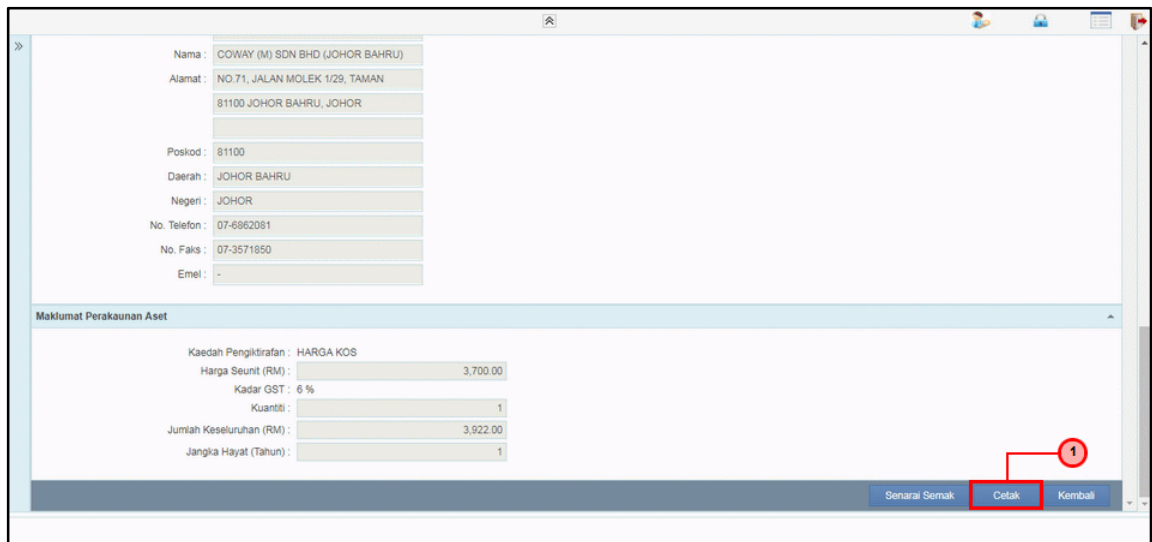 Nama : COWAY (M) SDN BHD (JOHOR BAHRU)
Alamat : NO.71, JALAN MOLEK 1/29, TAMAN
81100 JOHOR BAHRU, JOHOR
Poskod : 81100
Daerah : JOHOR BAHRU
Negeri : JOHOR
No. Telefon : 07-6862081
No. Faks : 07-3571850
Emel : -
Maklumat Perakaunan Aset
Kaedah Pengiktirafan : HARGA KOS
Harga Seunit (RM) : 3,700.00
Kadar GST : 6 %
Kuantiti : 1
Jumlah Keseluruhan (RM) : 3,922.00
Jangka Hayat (Tahun) : 1
1
Senarai Semak Cetak Kembali